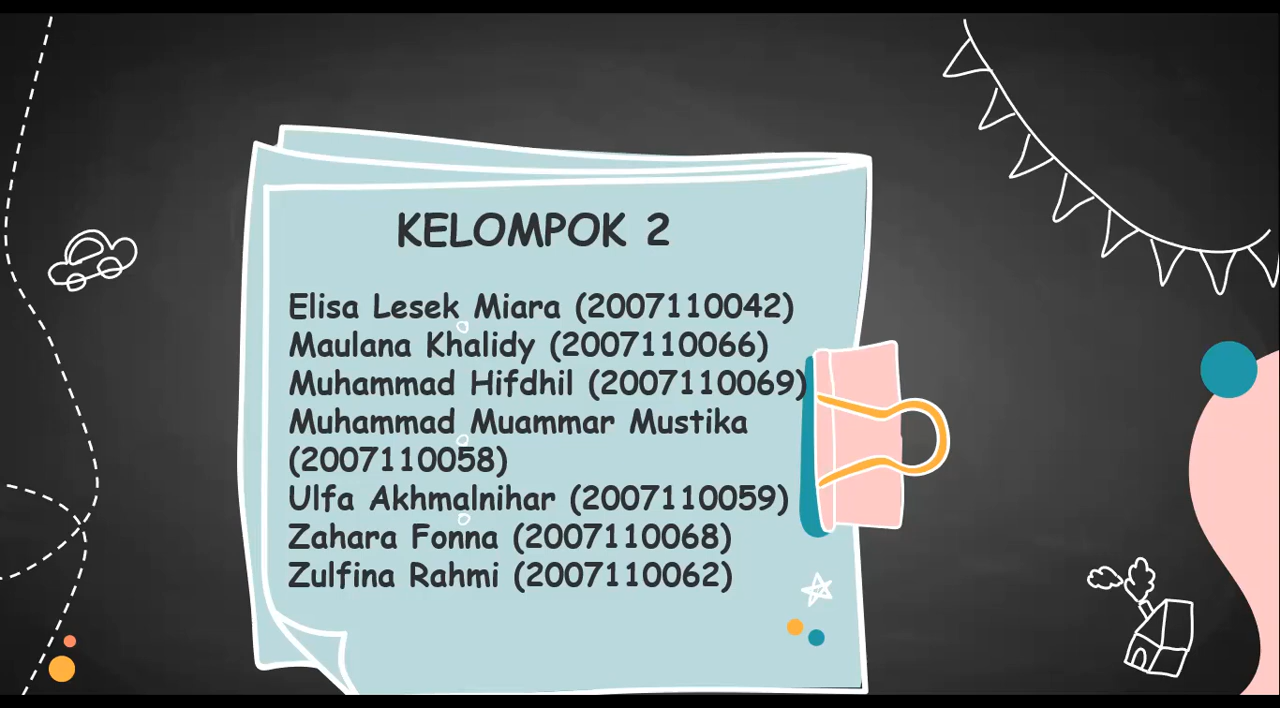 KELOMPOK 2
Elisa Lesek Miara (2007110042)
Maulana Khalidy (2007110066)
Muhammad Hifdhil (2007110069)
Muhammad Muammar Mustika
(2007110058)
Ulfa Akhmalnihar (2007110059)
Zahara Fonna (2007110068)
Zulfina Rahmi (2007110062)